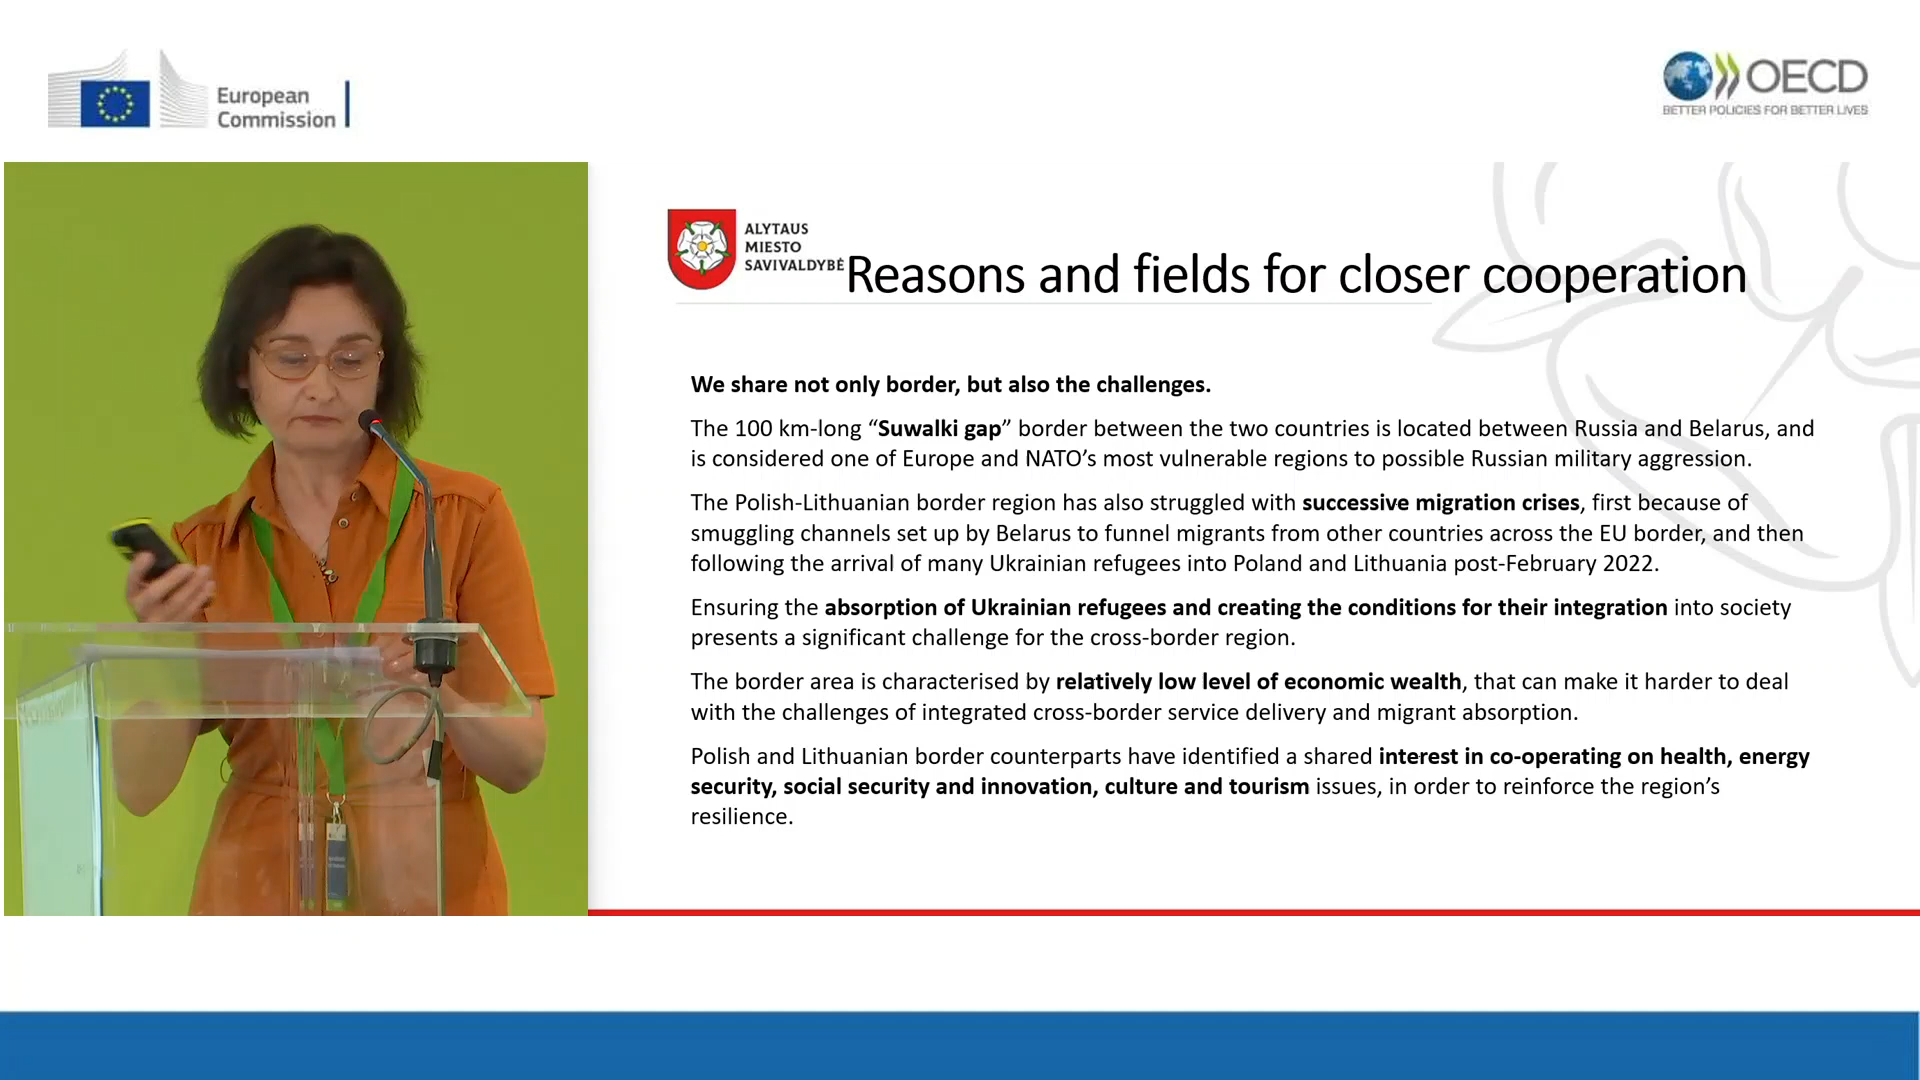 European
Commission
OECD
BETTER POLICIES FOR BETTER LIVES
ALYTAUS
MIESTO
SAVIVALDYBĖ
Reasons and fields for closer cooperation
We share not only border, but also the challenges.
The 100 km-long “Suwalki gap” border between the two countries is located between Russia and Belarus, and
is considered one of Europe and NATO’s most vulnerable regions to possible Russian military aggression.
The Polish-Lithuanian border region has also struggled with successive migration crises, first because of
smuggling channels set up by Belarus to funnel migrants from other countries across the EU border, and then
following the arrival of many Ukrainian refugees into Poland and Lithuania post-February 2022.
Ensuring the absorption of Ukrainian refugees and creating the conditions for their integration into society
presents a significant challenge for the cross-border region.
The border area is characterised by relatively low level of economic wealth, that can make it harder to deal
with the challenges of integrated cross-border service delivery and migrant absorption.
Polish and Lithuanian border counterparts have identified a shared interest in co-operating on health, energy
security, social security and innovation, culture and tourism issues, in order to reinforce the region’s
resilience.